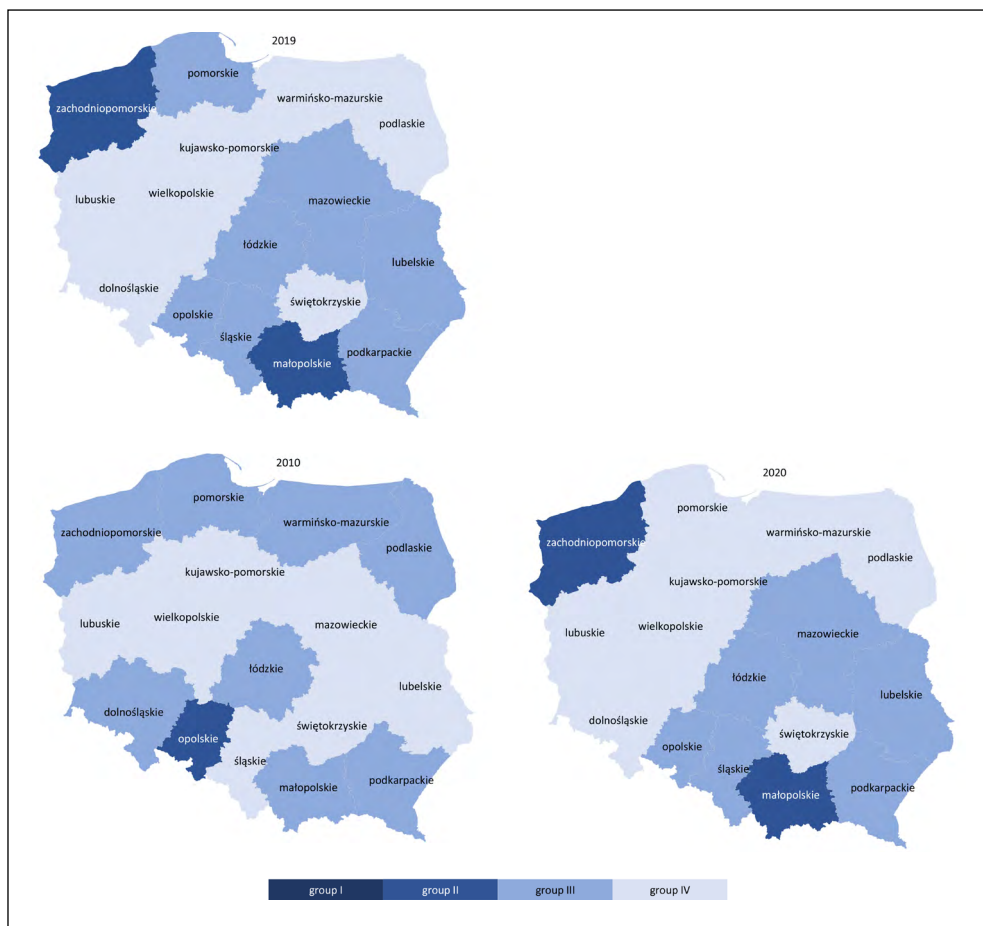 2019
pomorskie
warmińsko-mazurskie
zachodniopomorskie
podlaskie
kujawsko-pomorskie
wielkopolskie
lubuskie
mazowieckie
łódzkie
lubelskie
dolnośląskie
świętokrzyskie
opolskie
śląskie
podkarpackie
małopolskie
2010
pomorskie
warmińsko-mazurskie
zachodniopomorskie
podlaskie
kujawsko-pomorskie
wielkopolskie
lubuskie
mazowieckie
łódzkie
lubelskie
dolnośląskie
świętokrzyskie
opolskie
śląskie
podkarpackie
małopolskie
2020
pomorskie
warmińsko-mazurskie
zachodniopomorskie
podlaskie
kujawsko-pomorskie
wielkopolskie
lubuskie
mazowieckie
łódzkie
lubelskie
dolnośląskie
świętokrzyskie
opolskie
śląskie
podkarpackie
małopolskie
group I group II group III group IV